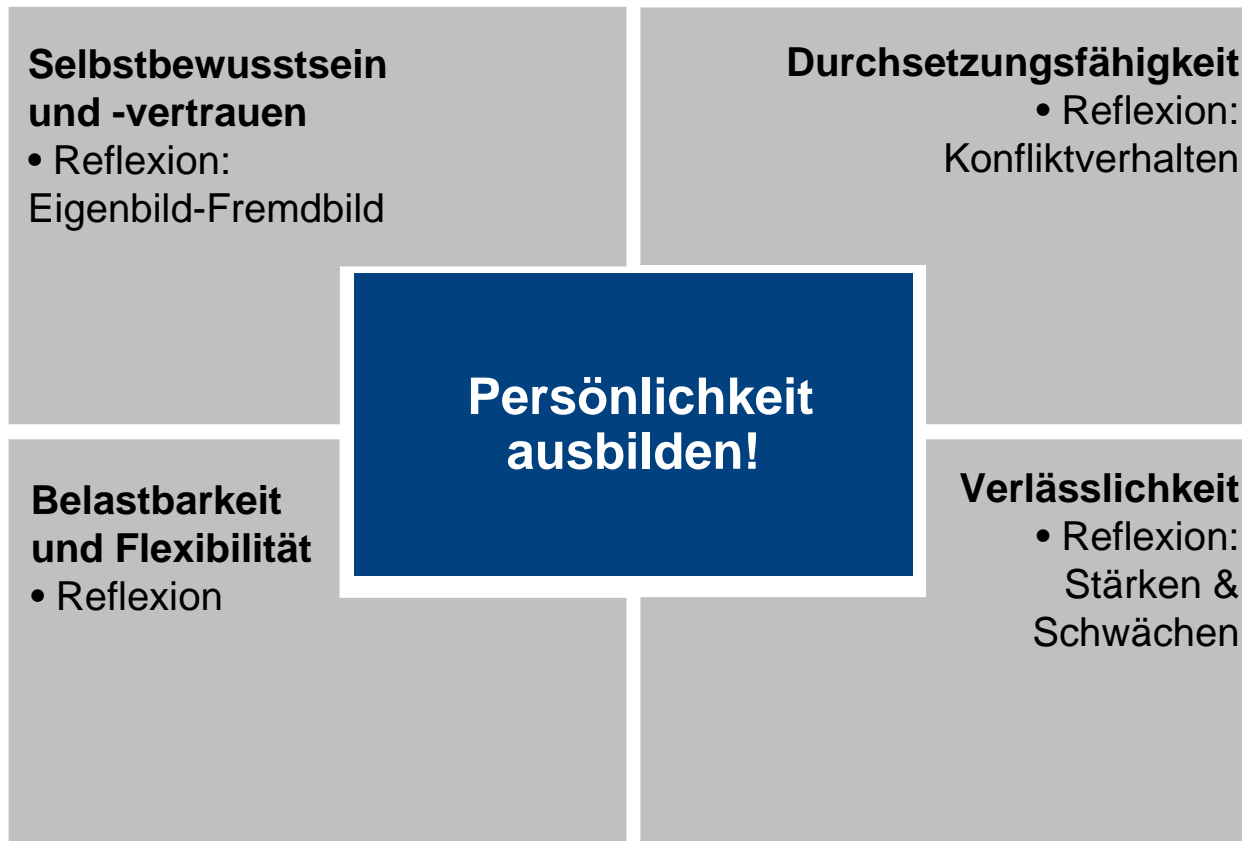 Selbstbewusstsein
und -vertrauen
• Reflexion:
Eigenbild-Fremdbild
Durchsetzungsfähigkeit
• Reflexion:
Konfliktverhalten
Persönlichkeit
ausbilden!
Belastbarkeit
und Flexibilität
• Reflexion
Verlässlichkeit
• Reflexion:
Stärken &
Schwächen